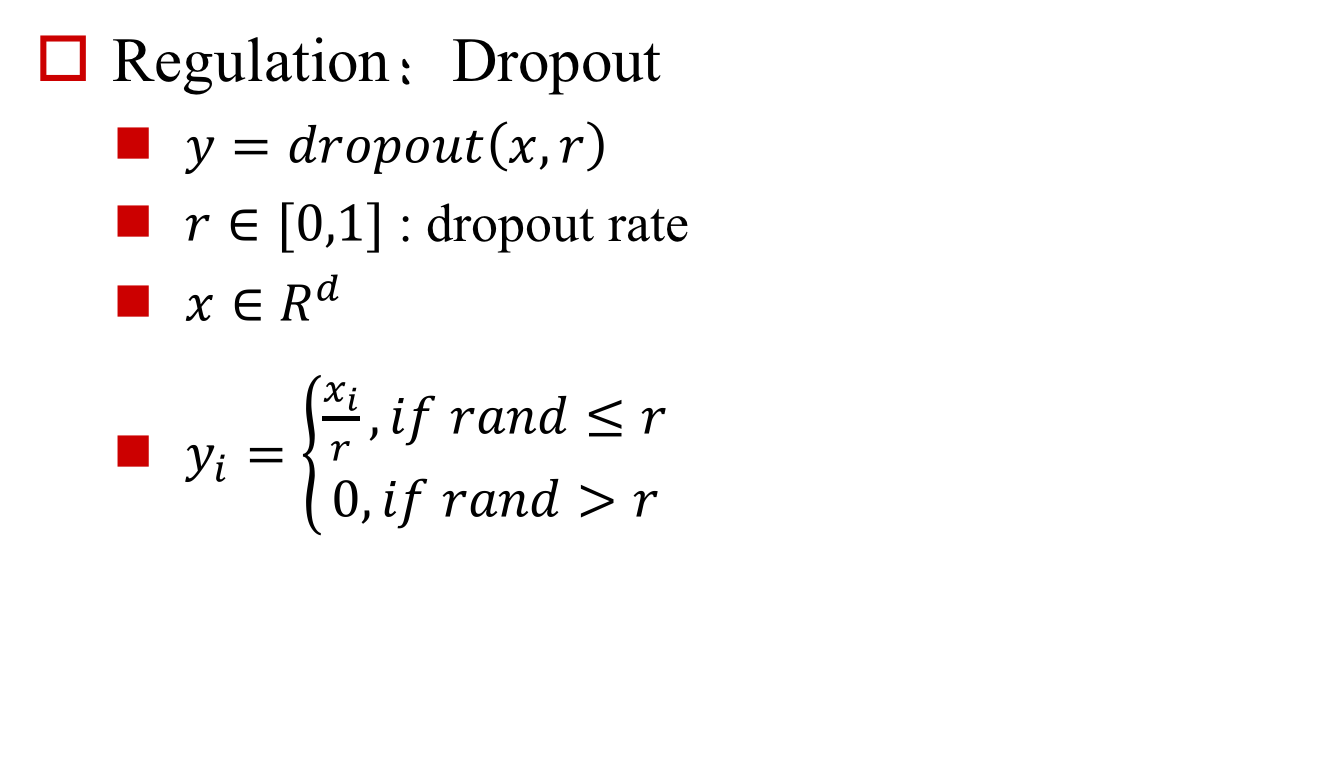 Regulation：Dropout
y = dropout(x, r)
r ∈ [0,1] : dropout rate
x ∈ R^d
y_i = { x_i / r , if rand ≤ r
0, if rand > r